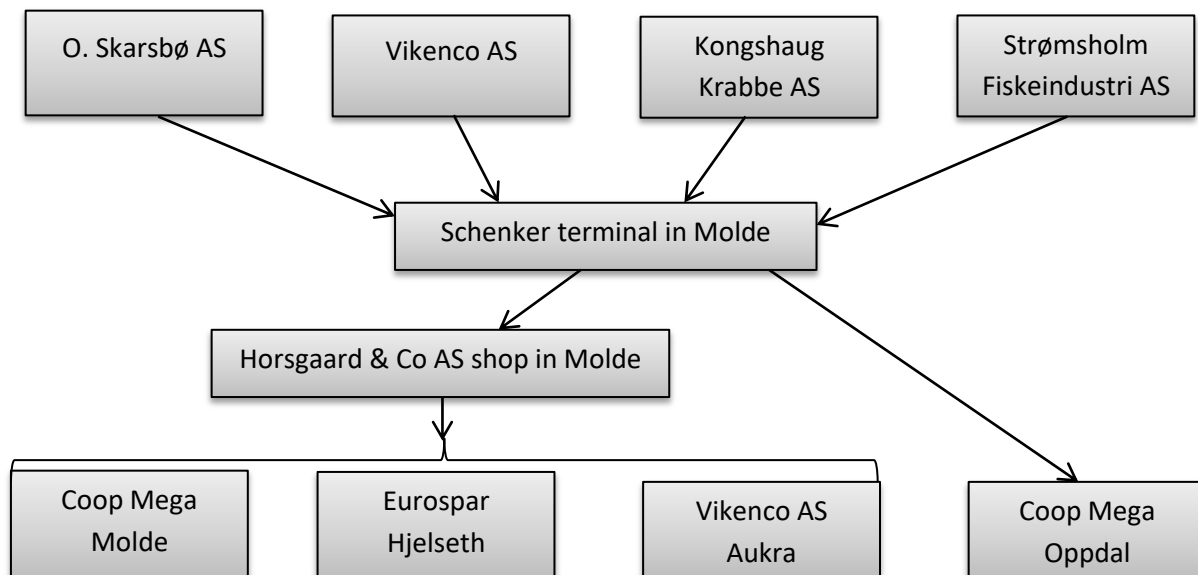 O. Skarsbø AS
Vikenco AS
Kongshaug
Krabbe AS
Strømsholm
Fiskeindustri AS
Schenker terminal in Molde
Horsgaard & Co AS shop in Molde
Coop Mega
Molde
Eurospar
Hjelseth
Vikenco AS
Aukra
Coop Mega
Oppdal